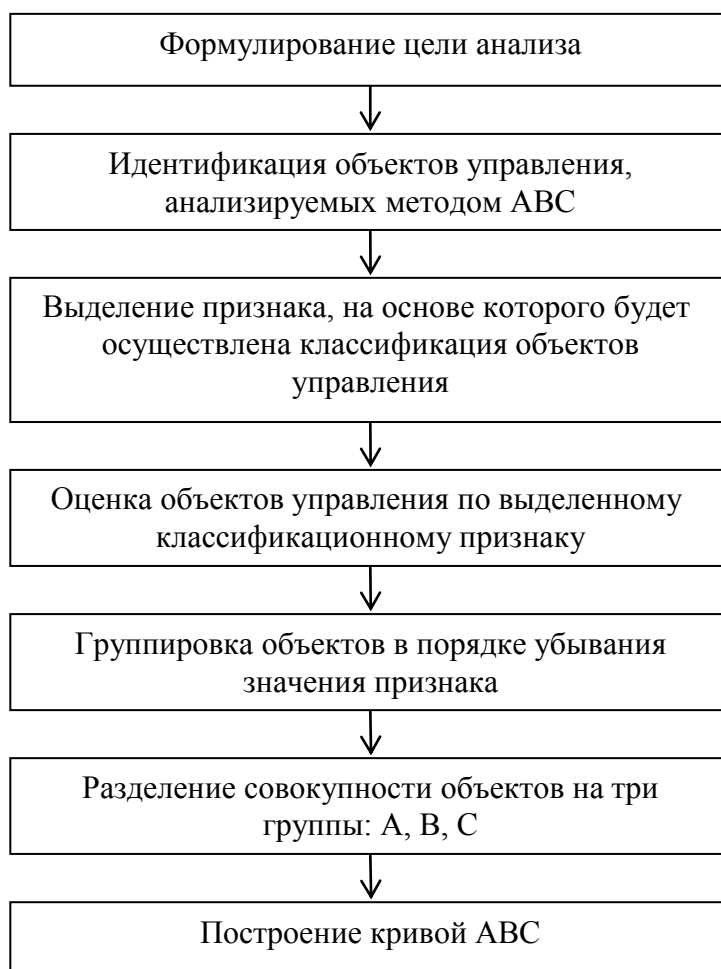 Формулирование цели анализа
Идентификация объектов управления,
анализируемых методом АВС
Выделение признака, на основе которого будет
осуществлена классификация объектов
управления
Оценка объектов управления по выделенному
классификационному признаку
Группировка объектов в порядке убывания
значения признака
Разделение совокупности объектов на три
группы: А, В, С
Построение кривой АВС